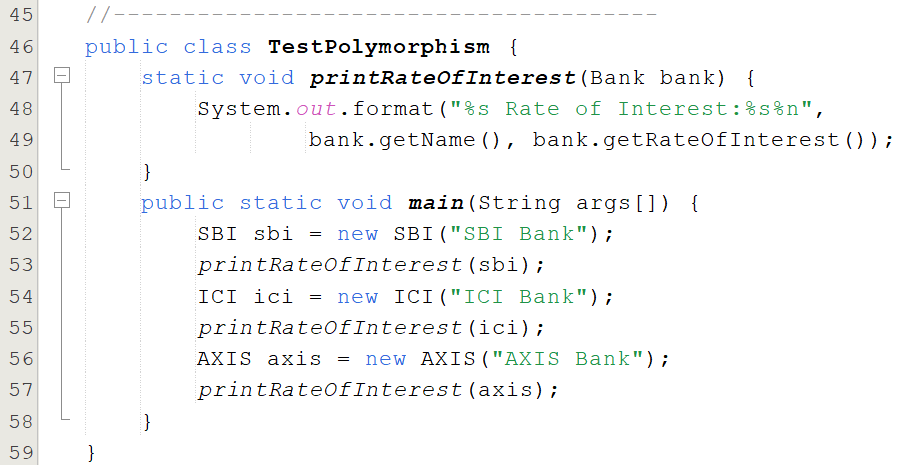 45 //---------------------------------------
46 public class TestPolymorphism {
47 static void printRateOfInterest(Bank bank) {
48 System.out.format("%s Rate of Interest:%s%n",
49 bank.getName(), bank.getRateOfInterest());
50 }
51 public static void main(String args[]) {
52 SBI sbi = new SBI("SBI Bank");
53 printRateOfInterest(sbi);
54 ICI ici = new ICI("ICI Bank");
55 printRateOfInterest(ici);
56 AXIS axis = new AXIS("AXIS Bank");
57 printRateOfInterest(axis);
58 }
59 }